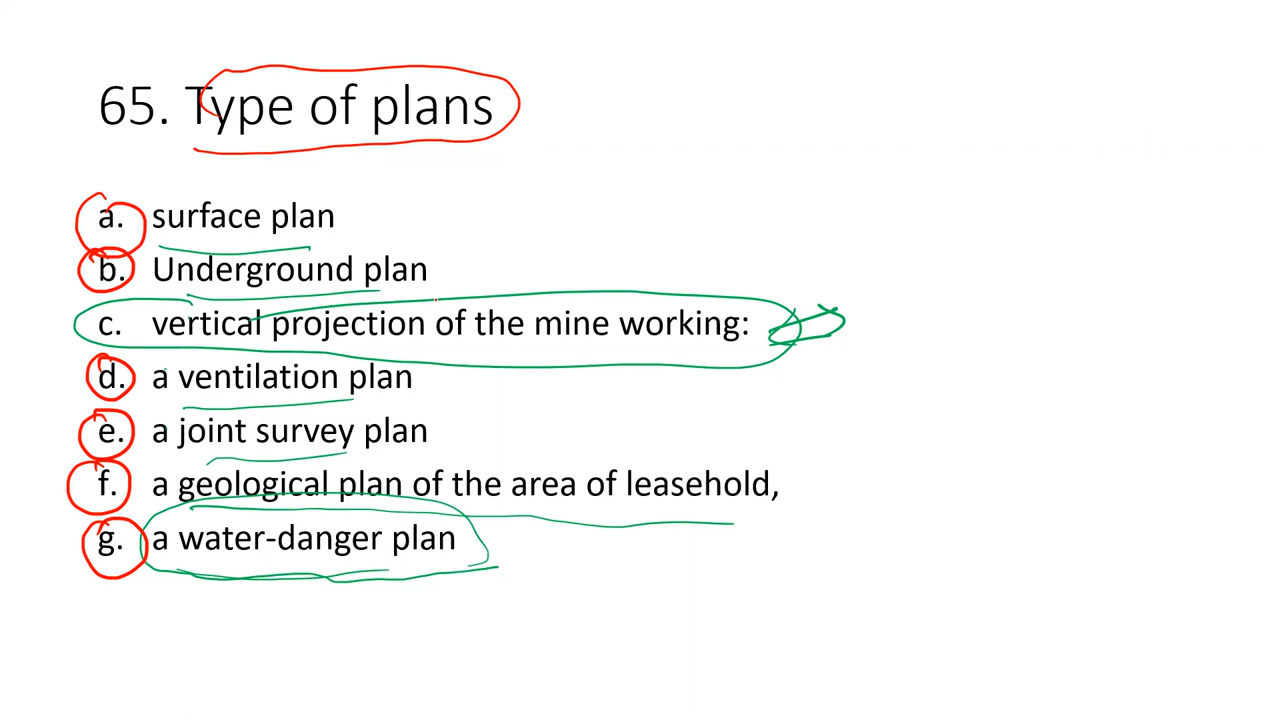 65. Type of plans
a. surface plan
b. Underground plan
c. vertical projection of the mine working:
d. a ventilation plan
e. a joint survey plan
f. a geological plan of the area of leasehold,
g. a water-danger plan